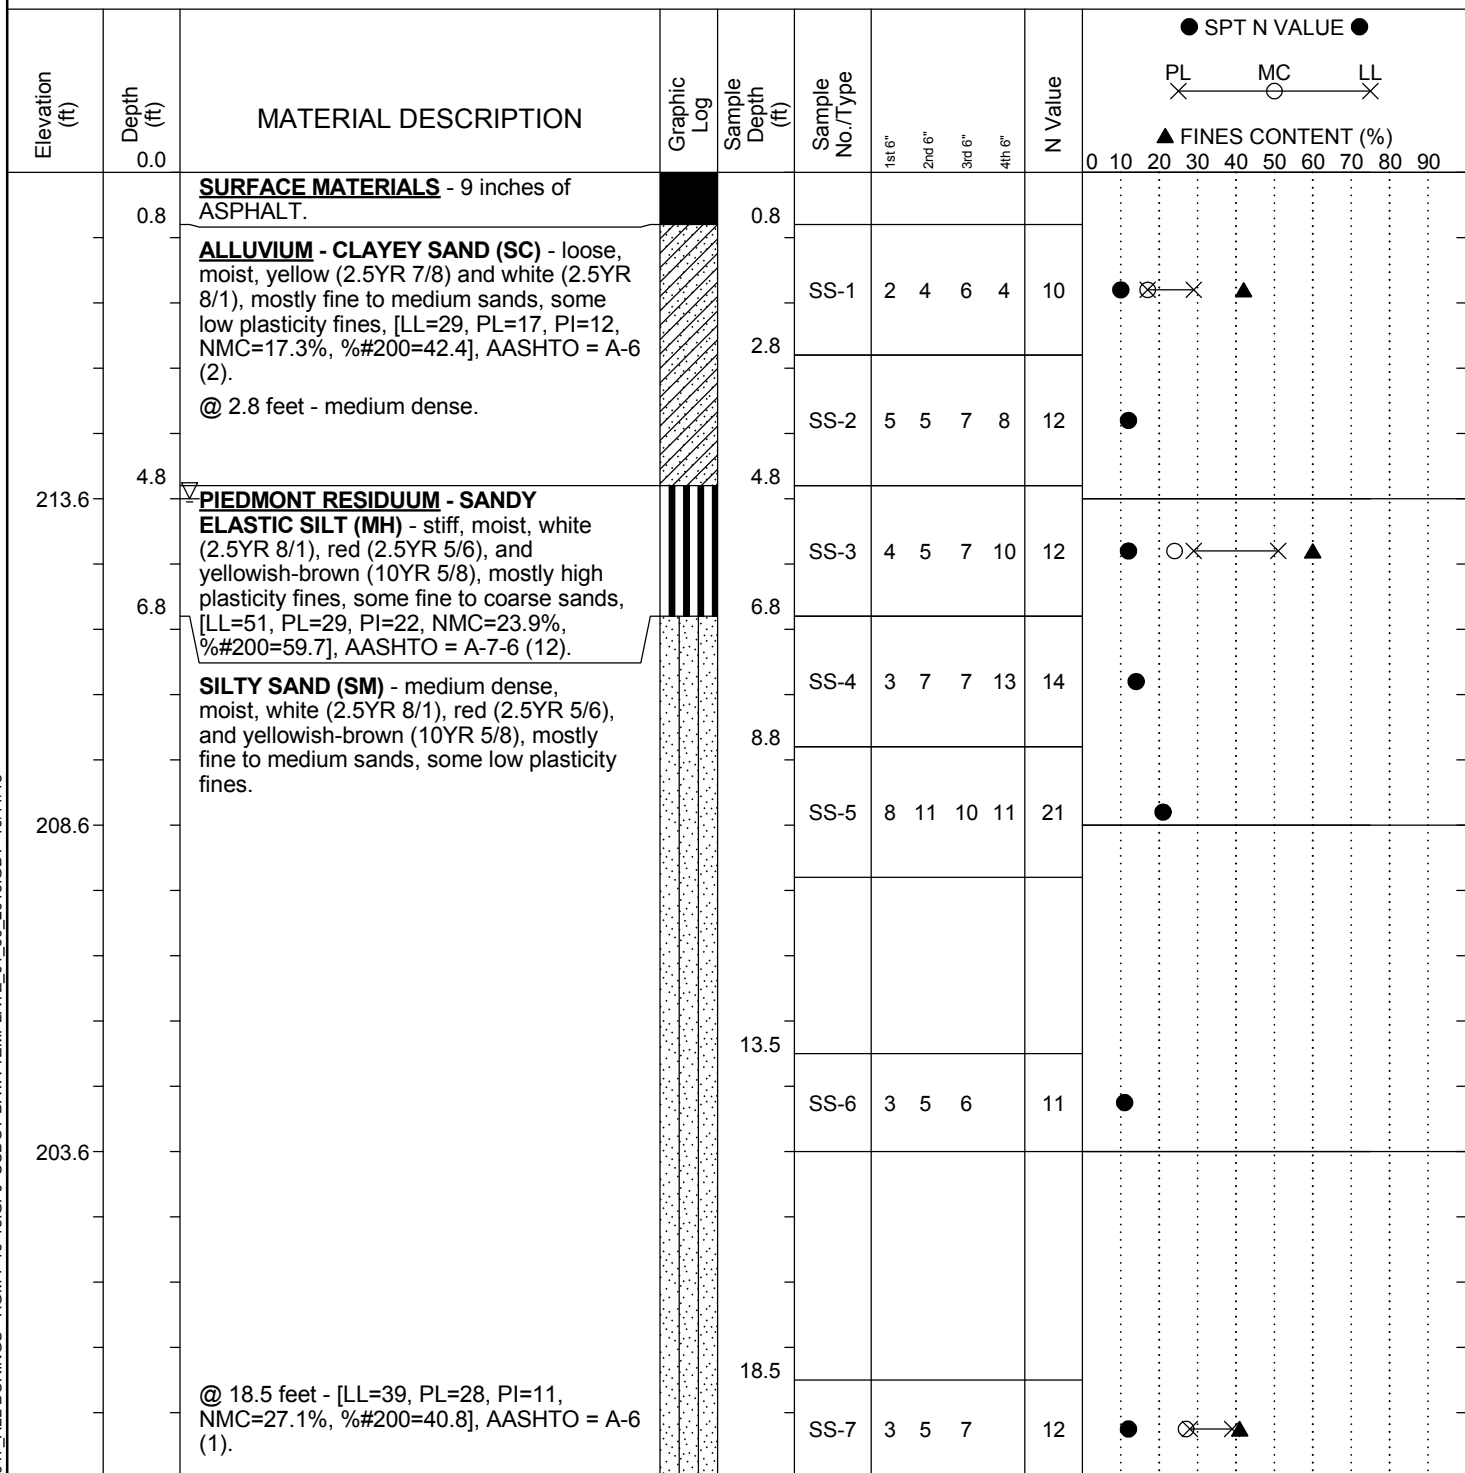 ● SPT N VALUE ●
PL MC LL
▲ FINES CONTENT (%)
0 10 20 30 40 50 60 70 80 90
Elevation
(ft)
Depth
(ft)
0.0
MATERIAL DESCRIPTION
Graphic
Log
Sample
Depth
(ft)
Sample
No./Type
1st 6"
2nd 6"
3rd 6"
4th 6"
N Value
SURFACE MATERIALS - 9 inches of
ASPHALT.
0.8
0.8
ALLUVIUM - CLAYEY SAND (SC) - loose,
moist, yellow (2.5YR 7/8) and white (2.5YR
8/1), mostly fine to medium sands, some
low plasticity fines, [LL=29, PL=17, PI=12,
NMC=17.3%, %#200=42.4], AASHTO = A-6
(2).
SS-1 2 4 6 4 10
2.8
@ 2.8 feet - medium dense.
SS-2 5 5 7 8 12
4.8
4.8
213.6
PIEDMONT RESIDUUM - SANDY
ELASTIC SILT (MH) - stiff, moist, white
(2.5YR 8/1), red (2.5YR 5/6), and
yellowish-brown (10YR 5/8), mostly high
plasticity fines, some fine to coarse sands,
[LL=51, PL=29, PI=22, NMC=23.9%,
%#200=59.7], AASHTO = A-7-6 (12).
SS-3 4 5 7 10 12
6.8
6.8
SILTY SAND (SM) - medium dense,
moist, white (2.5YR 8/1), red (2.5YR 5/6),
and yellowish-brown (10YR 5/8), mostly
fine to medium sands, some low plasticity
fines.
SS-4 3 7 7 13 14
8.8
SS-5 8 11 10 11 21
208.6
13.5
SS-6 3 5 6 11
203.6
18.5
@ 18.5 feet - [LL=39, PL=28, PI=11,
NMC=27.1%, %#200=40.8], AASHTO = A-6
(1).
SS-7 3 5 7 12